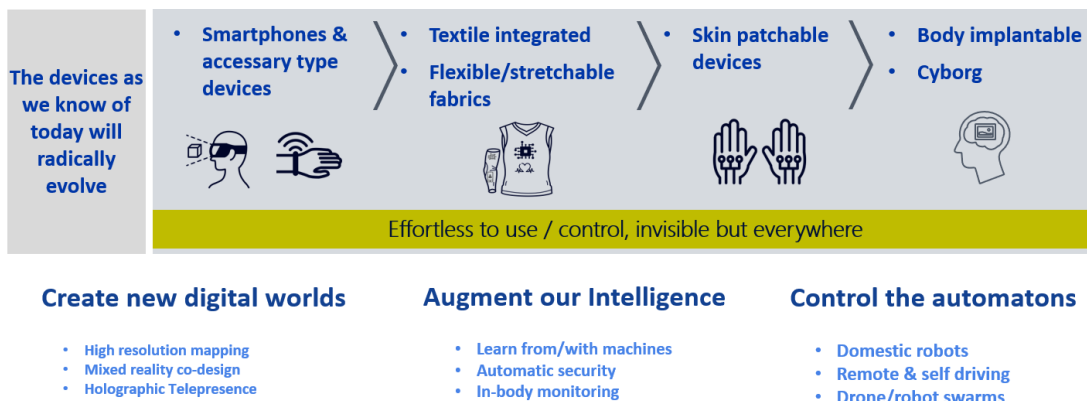 The devices as
we know of
today will
radically
evolve
• Smartphones &
accessary type
devices
• Textile integrated
• Flexible/stretchable
fabrics
• Skin patchable
devices
• Body implantable
• Cyborg
Effortless to use / control, invisible but everywhere
Create new digital worlds
• High resolution mapping
• Mixed reality co-design
• Holographic Telepresence
Augment our Intelligence
• Learn from/with machines
• Automatic security
• In-body monitoring
Control the automatons
• Domestic robots
• Remote & self driving
• Drone/robot swarms